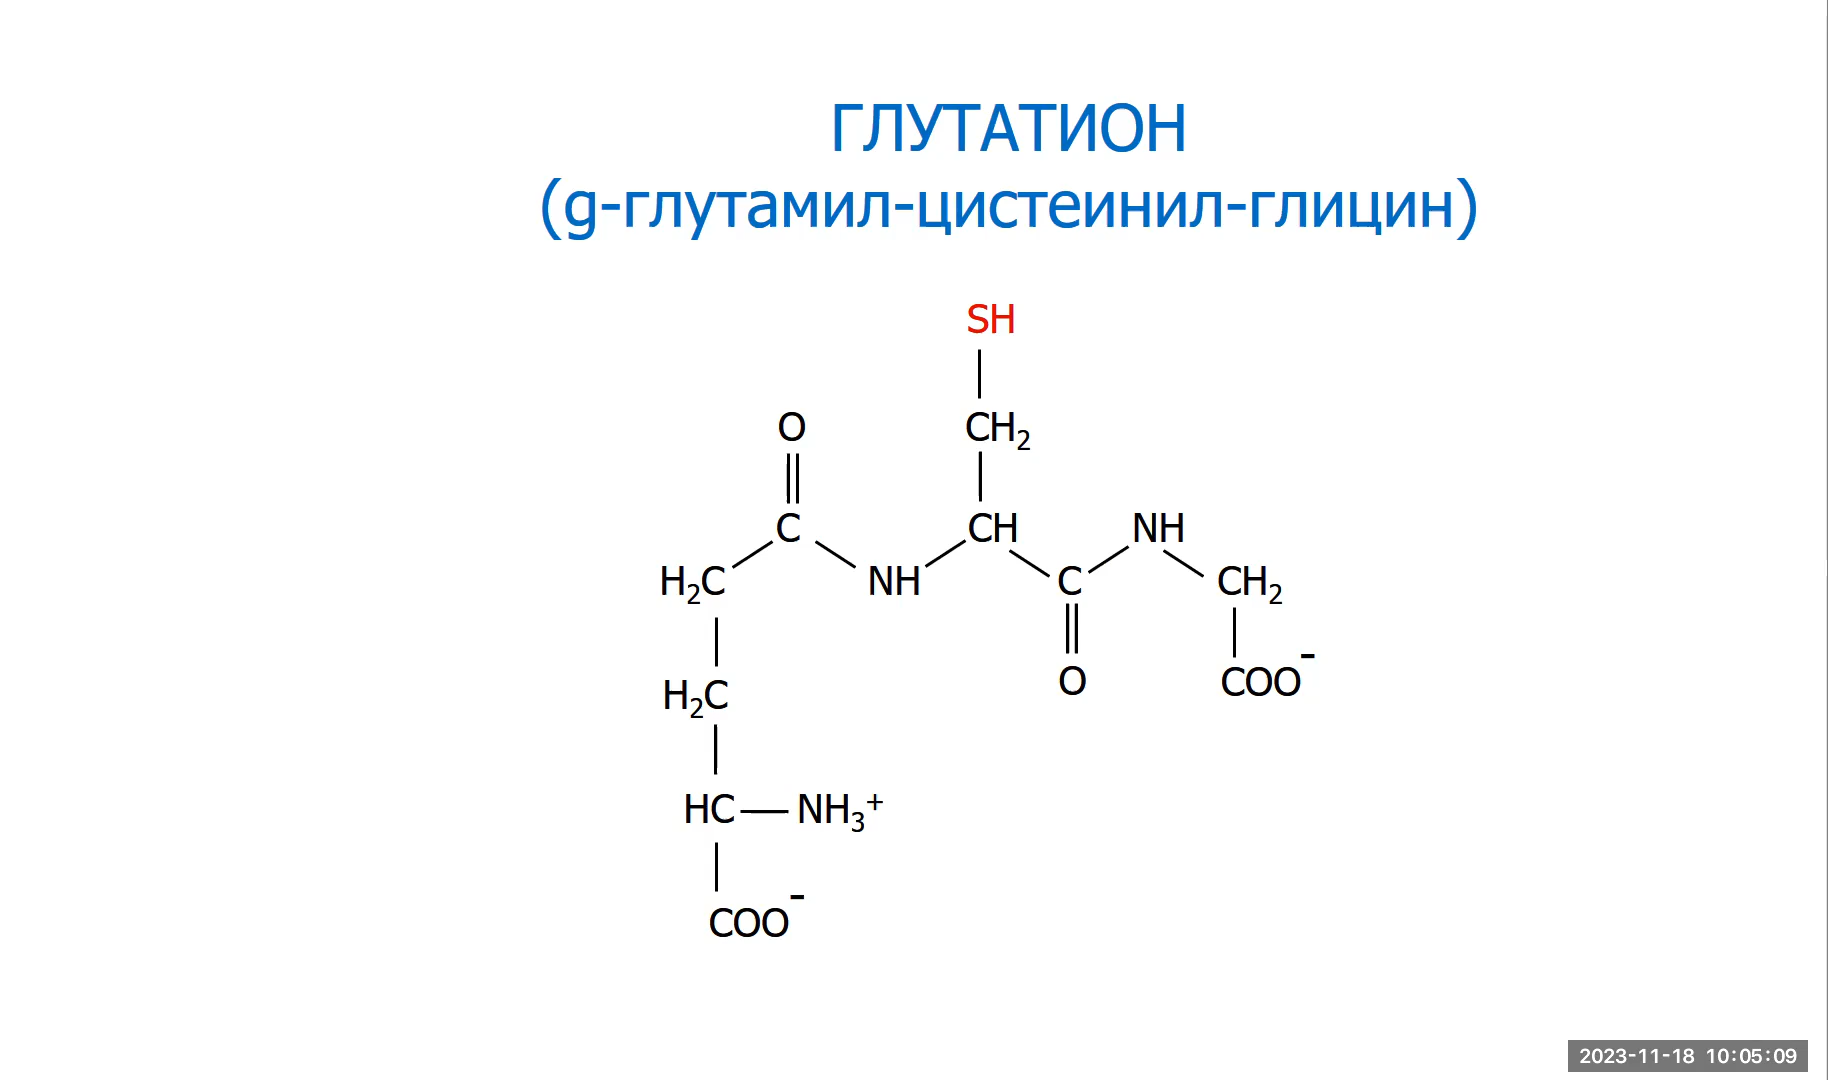 ГЛУТАТИОН
(g-глутамил-цистеинил-глицин)
SH
O
CH₂
C
CH
NH
H₂C
NH
C
CH₂
H₂C
O
COO⁻
HC
NH₃⁺
COO⁻
2023-11-18 10:05:09